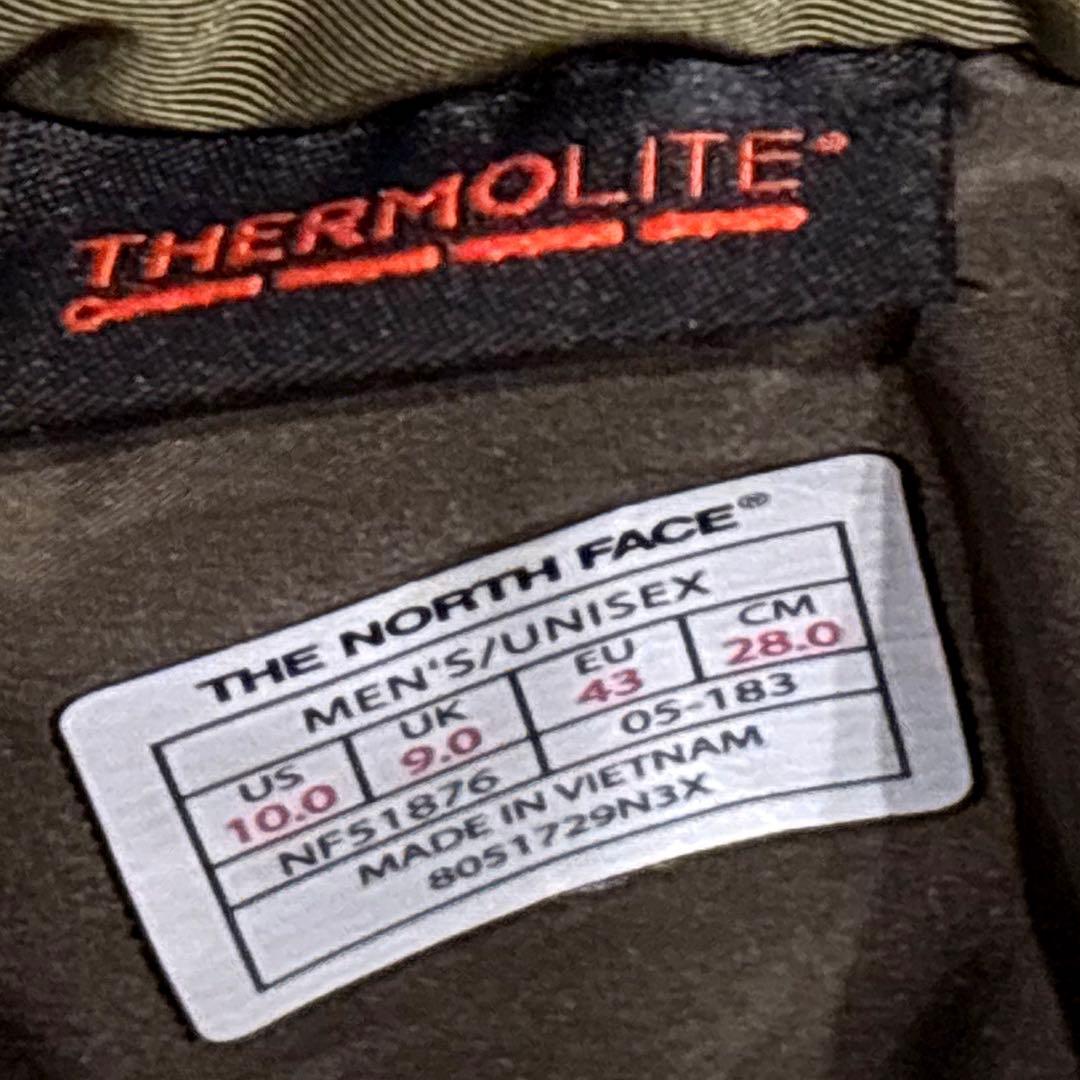 THERMOLITE®
THE NORTH FACE®
MEN'S/UNISEX
US UK EU CM
10.0 9.0 43 28.0
NF51876 05-183
MADE IN VIETNAM
8051729N3X